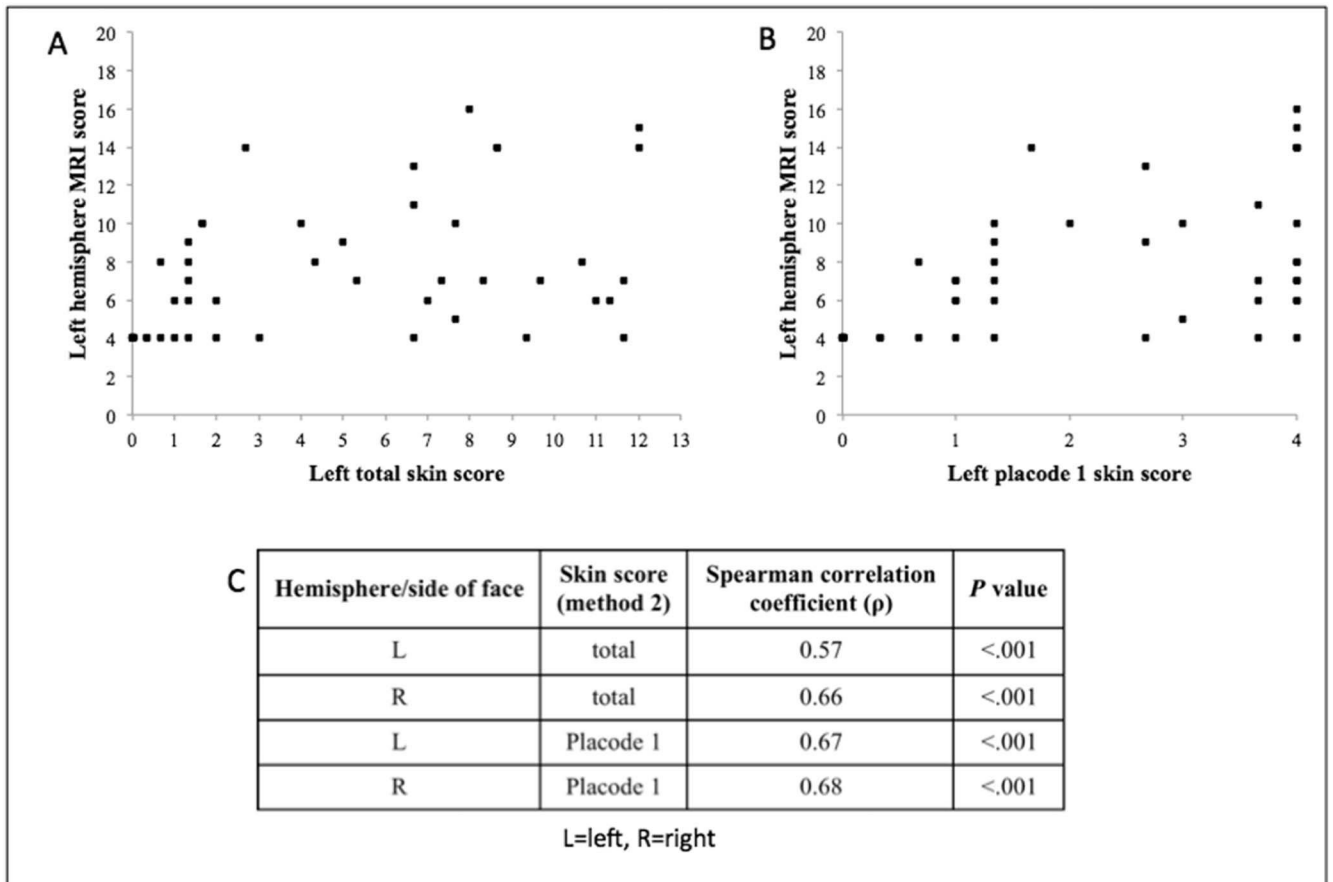 A
Left hemisphere MRI score
20
18
16
14
12
10
8
6
4
2
0
0 1 2 3 4 5 6 7 8 9 10 11 12 13
Left total skin score
B
Left hemisphere MRI score
20
18
16
14
12
10
8
6
4
2
0
0 1 2 3 4
Left placode 1 skin score
C
Hemisphere/side of face
Skin score
(method 2)
Spearman correlation
coefficient (ρ)
P value
L total 0.57 <.001
R total 0.66 <.001
L Placode 1 0.67 <.001
R Placode 1 0.68 <.001
L=left, R=right